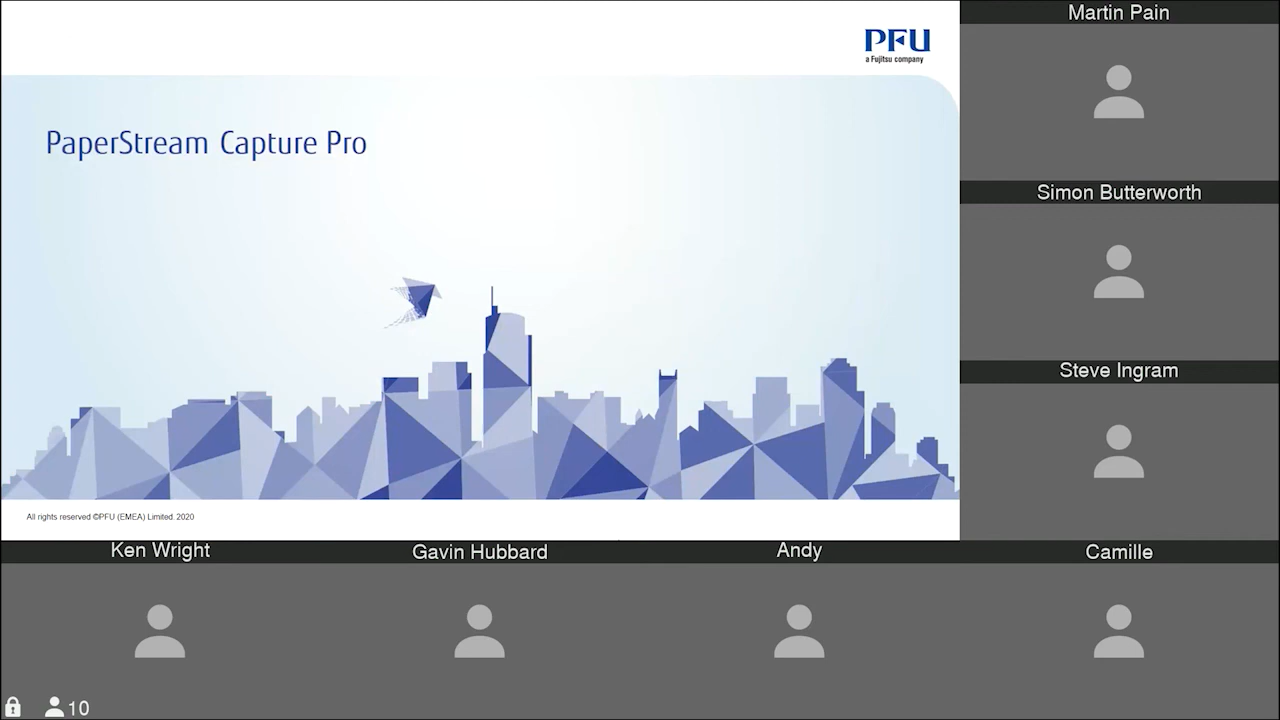 PFU
a Fujitsu company
PaperStream Capture Pro
All rights reserved ©PFU (EMEA) Limited 2020
Martin Pain
Simon Butterworth
Steve Ingram
Ken Wright
Gavin Hubbard
Andy
Camille
10